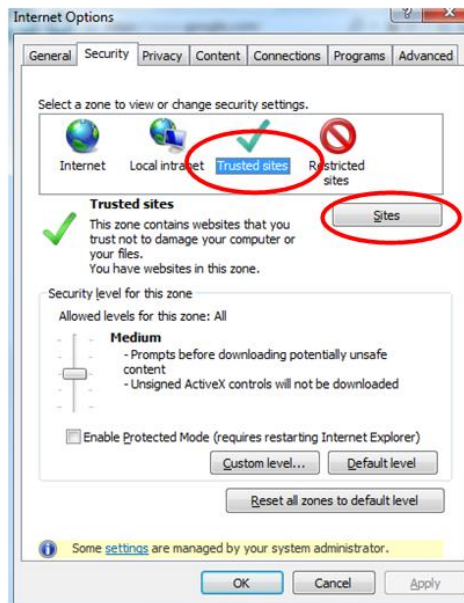 Internet Options
General Security Privacy Content Connections Programs Advanced
Select a zone to view or change security settings.
Internet Local intranet Trusted sites Restricted sites
Trusted sites
Sites
This zone contains websites that you
trust not to damage your computer or
your files.
You have websites in this zone.
Security level for this zone
Allowed levels for this zone: All
Medium
- Prompts before downloading potentially unsafe
content
- Unsigned ActiveX controls will not be downloaded
Enable Protected Mode (requires restarting Internet Explorer)
Custom level... Default level
Reset all zones to default level
Some settings are managed by your system administrator.
OK Cancel Apply